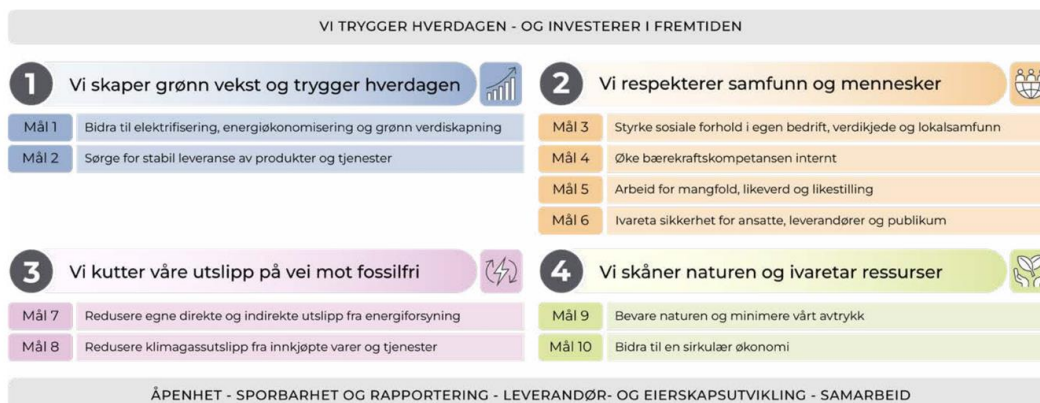 VI TRYGGER HVERDAGEN - OG INVESTERER I FREMTIDEN
1 Vi skaper grønn vekst og trygger hverdagen
Mål 1 Bidra til elektrifisering, energiøkonomisering og grønn verdiskapning
Mål 2 Sørge for stabil leveranse av produkter og tjenester
2 Vi respekterer samfunn og mennesker
Mål 3 Styrke sosiale forhold i egen bedrift, verdikjede og lokalsamfunn
Mål 4 Øke bærekraftskompetansen internt
Mål 5 Arbeid for mangfold, likeverd og likestilling
Mål 6 Ivareta sikkerhet for ansatte, leverandører og publikum
3 Vi kutter våre utslipp på vei mot fossilfri
Mål 7 Redusere egne direkte og indirekte utslipp fra energiforsyning
Mål 8 Redusere klimagassutslipp fra innkjøpte varer og tjenester
4 Vi skåner naturen og ivaretar ressurser
Mål 9 Bevare naturen og minimere vårt avtrykk
Mål 10 Bidra til en sirkulær økonomi
ÅPENHET - SPORBARHET OG RAPPORTERING - LEVERANDØR- OG EIERSKAPSUTVIKLING - SAMARBEID